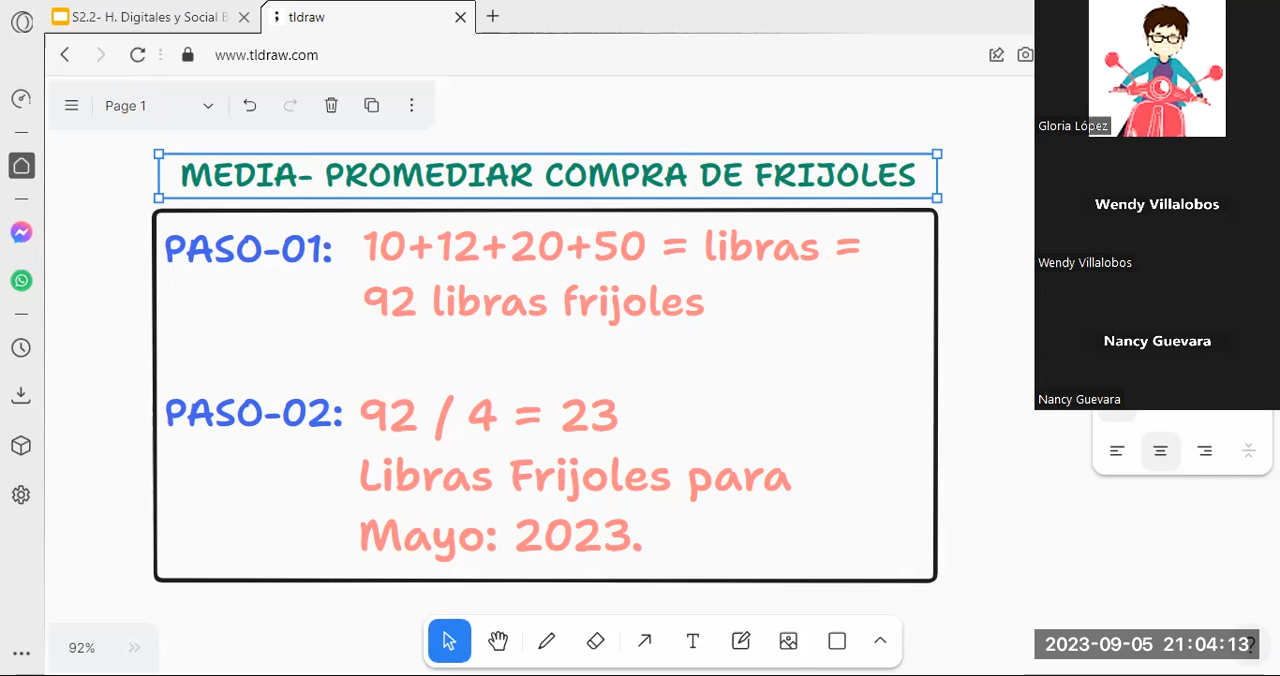 S2.2- H. Digitales y Social B
tldraw
www.tldraw.com
Page 1
MEDIA- PROMEDIAR COMPRA DE FRIJOLES
PASO-01: 10+12+20+50 = libras =
92 libras frijoles
PASO-02: 92 / 4 = 23
Libras Frijoles para
Mayo: 2023.
92%
Gloria López
Wendy Villalobos
Wendy Villalobos
Nancy Guevara
Nancy Guevara
2023-09-05 21:04:13